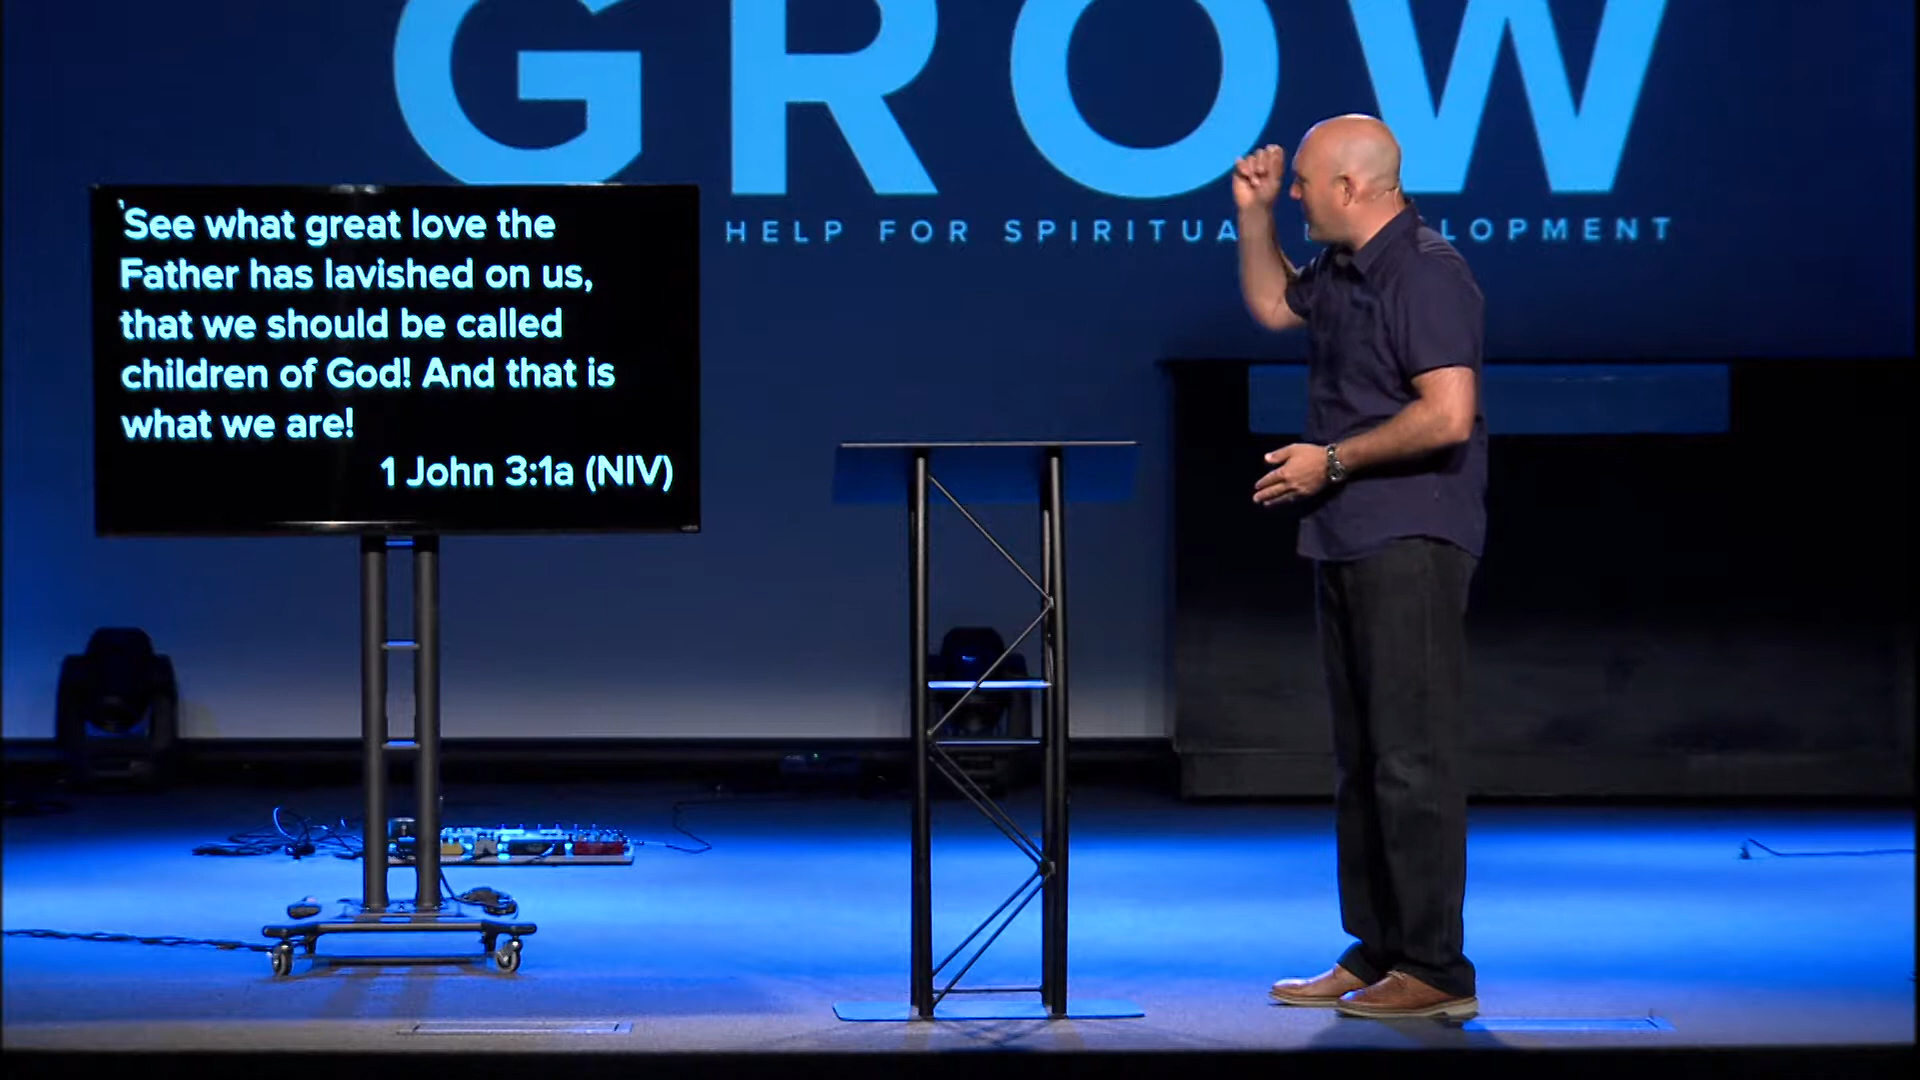 GROW
HELP FOR SPIRITUA LOPMENT
'See what great love the
Father has lavished on us,
that we should be called
children of God! And that is
what we are!
1 John 3:1a (NIV)